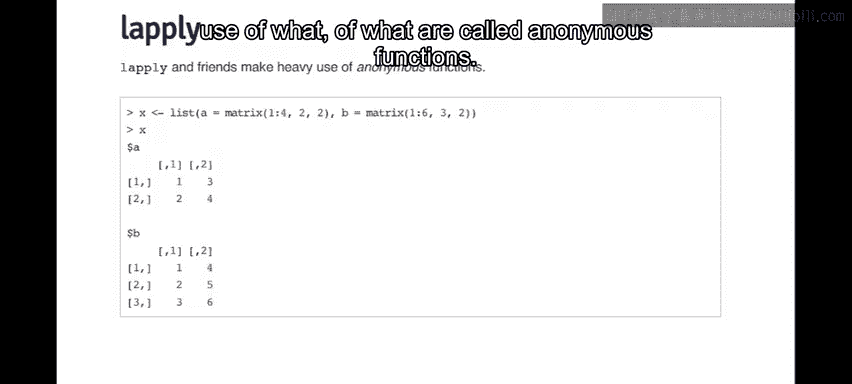 lapply
use of what, of what are called anonymous
functions.
lapply and friends make heavy use of anonymous functions.
> x <- list(a = matrix(1:4, 2, 2), b = matrix(1:6, 3, 2))
> x
$a
[,1] [,2]
[1,] 1 3
[2,] 2 4
$b
[,1] [,2]
[1,] 1 4
[2,] 2 5
[3,] 3 6